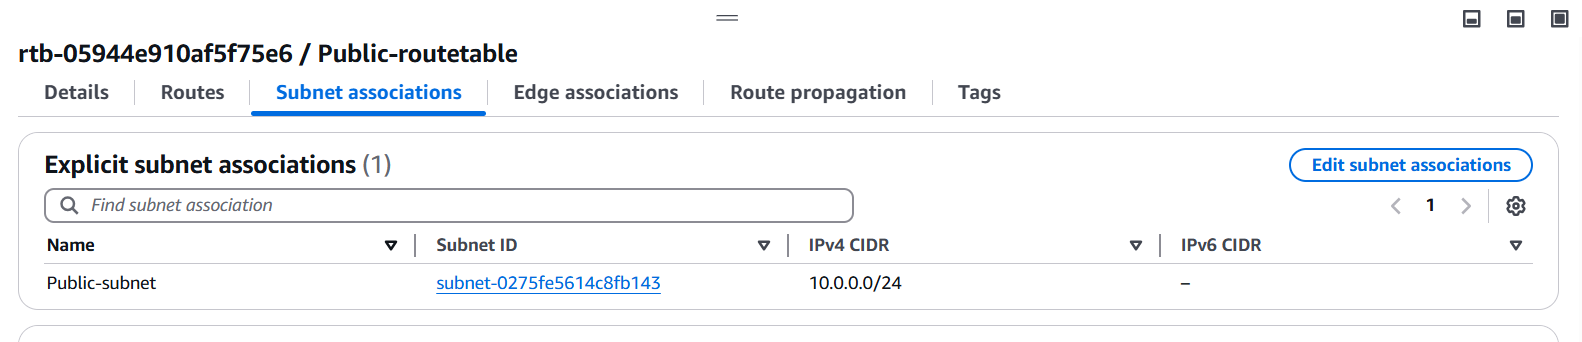 rtb-05944e910af5f75e6 / Public-routetable
Details Routes Subnet associations Edge associations Route propagation Tags
Explicit subnet associations (1)
Edit subnet associations
Find subnet association
1
Name Subnet ID IPv4 CIDR IPv6 CIDR
Public-subnet subnet-0275fe5614c8fb143 10.0.0.0/24 –